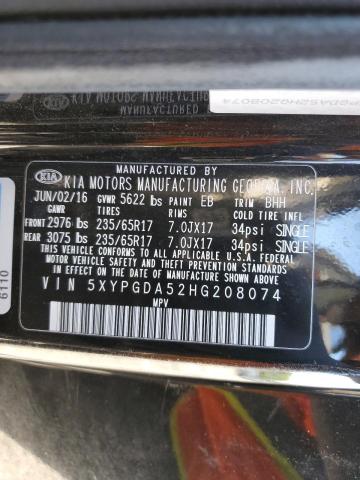 MANUFACTURED BY
KIA KIA MOTORS MANUFACTURING GEORGIA, INC.
JUN/02/16 GVWR 5622 lbs PAINT EB TRIM BHH
GAWR TIRES RIMS COLD TIRE INFL
FRONT 2976 lbs 235/65R17 7.0JX17 34psi SINGLE
REAR 3075 lbs 235/65R17 7.0JX17 34psi SINGLE
THIS VEHICLE CONFORMS TO ALL APPLICABLE U.S.A. FEDERAL
MOTOR VEHICLE SAFETY STANDARDS IN EFFECT ON THE
DATE OF MANUFACTURE SHOWN ABOVE.
VIN 5XYPGDA52HG208074
MPV
6110